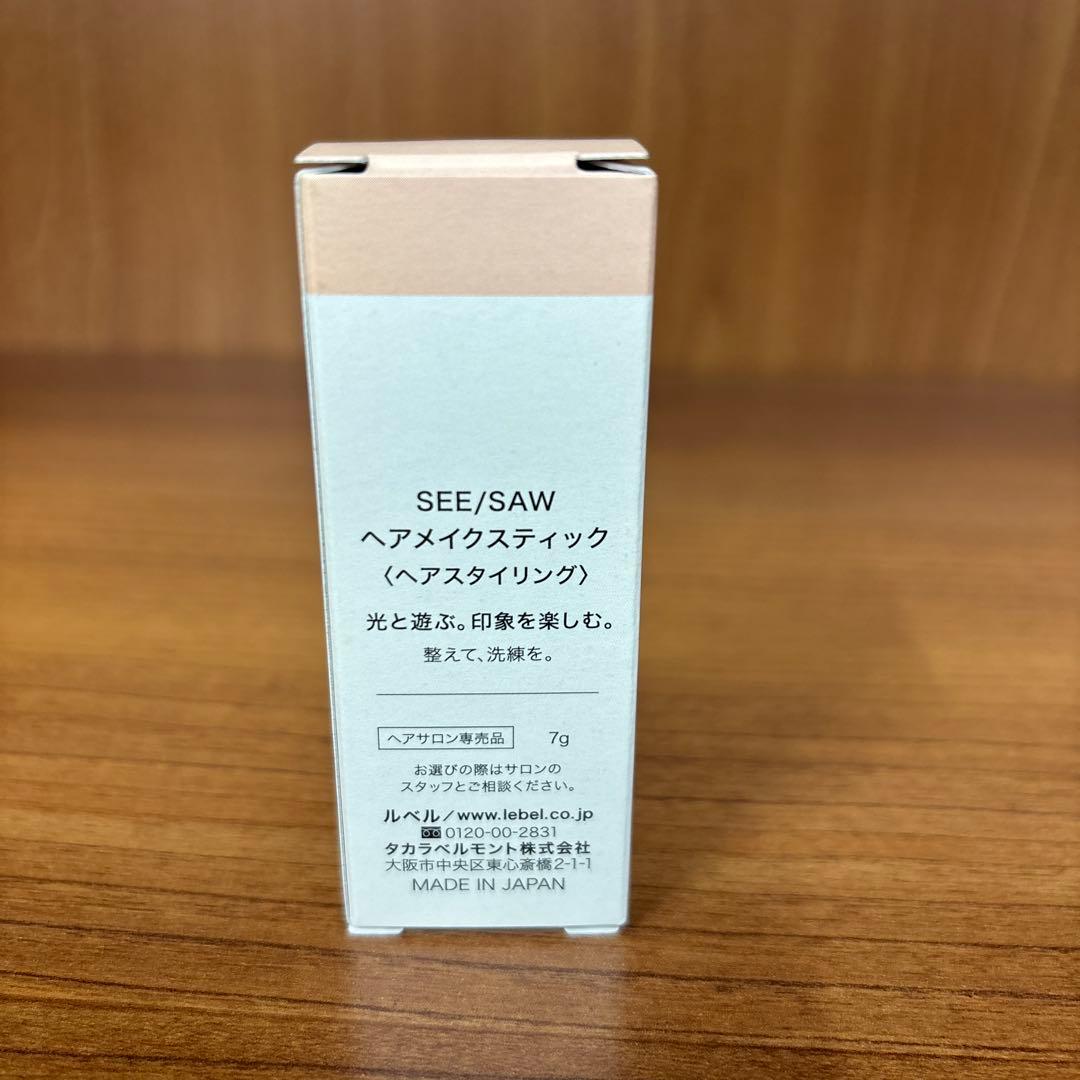 SEE/SAW
ヘアメイクスティック
〈ヘアスタイリング〉
光と遊ぶ。印象を楽しむ。
整えて、洗練を。
ヘアサロン専売品 7g
お選びの際はサロンの
スタッフとご相談ください。
ルベル/www.lebel.co.jp
0120-00-2831
タカラベルモント株式会社
大阪市中央区東心斎橋2-1-1
MADE IN JAPAN